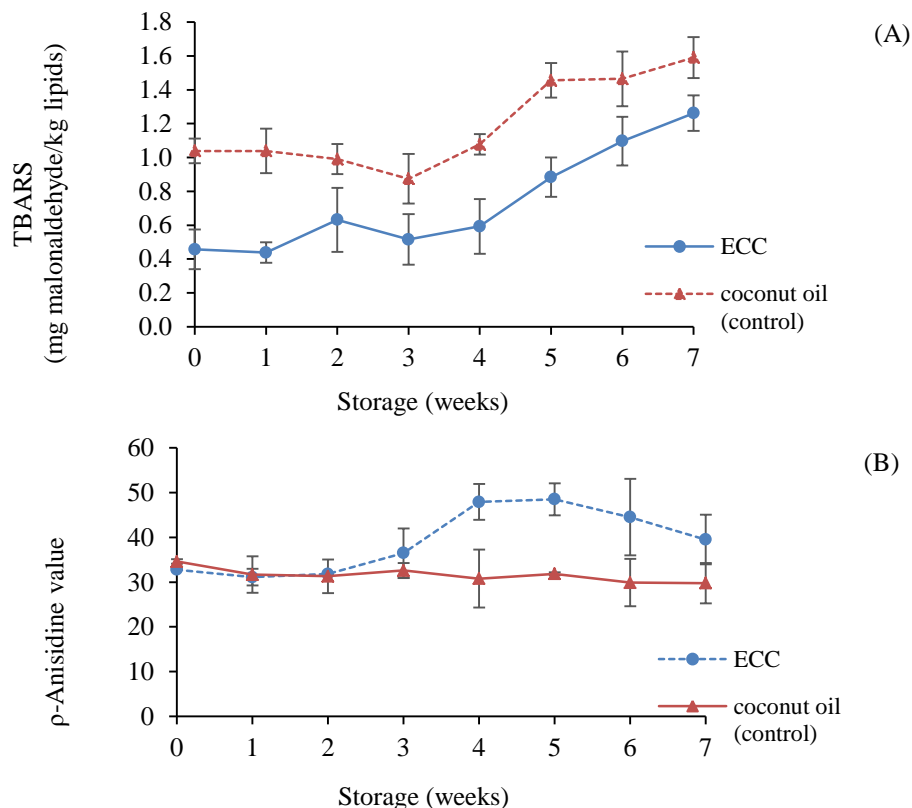 (A)
TBARS
(mg malonaldehyde/kg lipids)
1.8
1.6
1.4
1.2
1.0
0.8
0.6
0.4
0.2
0.0
0 1 2 3 4 5 6 7
Storage (weeks)
ECC
coconut oil
(control)
(B)
ρ-Anisidine value
60
50
40
30
20
10
0
0 1 2 3 4 5 6 7
Storage (weeks)
ECC
coconut oil
(control)